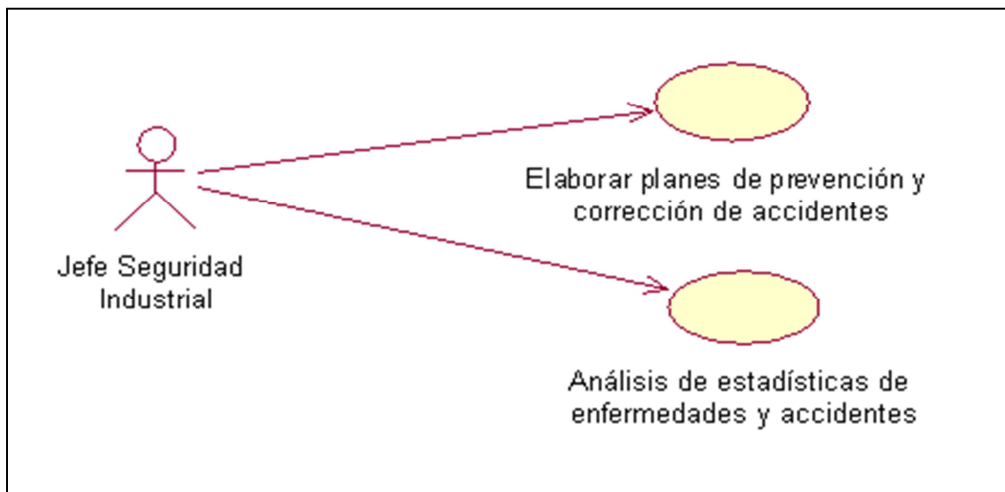 Elaborar planes de prevención y
corrección de accidentes
Jefe Seguridad
Industrial
Análisis de estadísticas de
enfermedades y accidentes